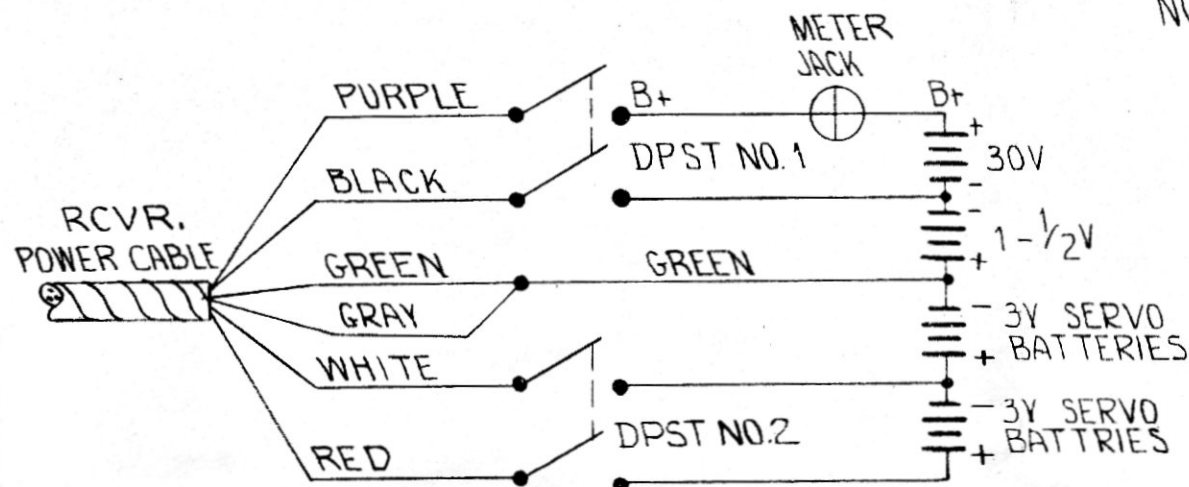 METER
JACK
PURPLE
B+
B+
+
30V
-
BLACK
DPST NO. 1
-
1-1/2V
+
RCVR.
POWER CABLE
GREEN
GREEN
GRAY
- 3V SERVO
+ BATTERIES
WHITE
- 3V SERVO
BATTRIES
+
DPST NO.2
RED